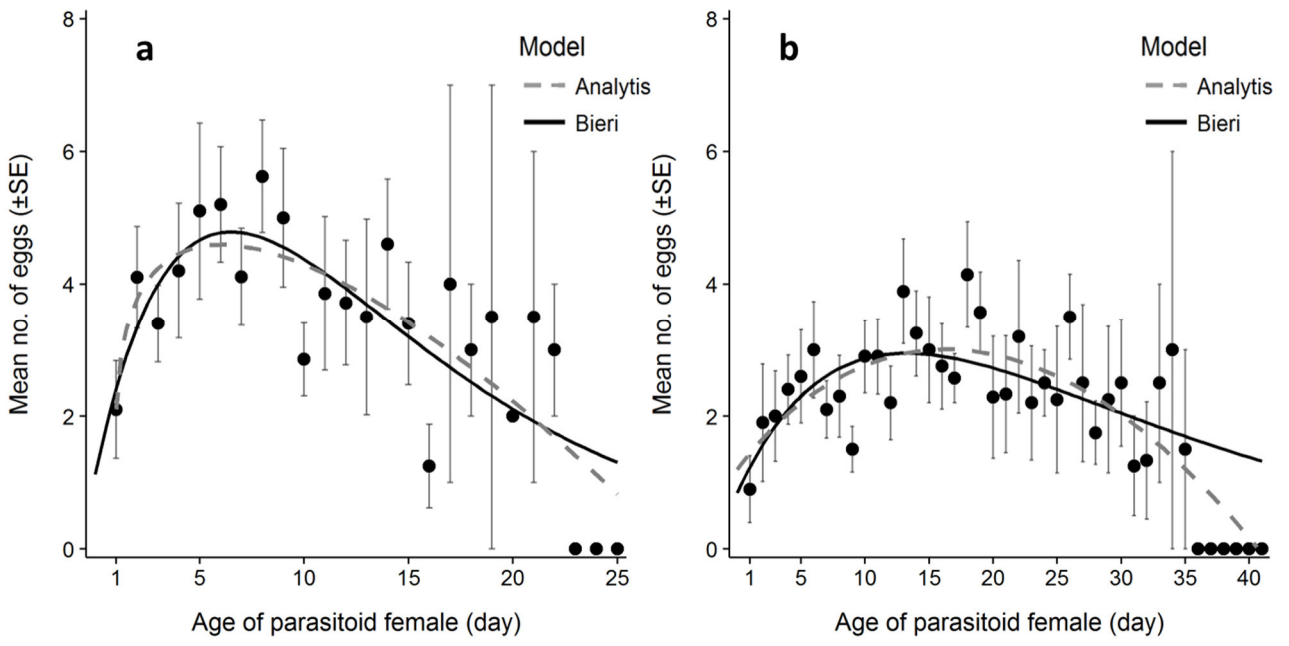 a
Model
Analytis
Bieri
Mean no. of eggs (±SE)
8
6
4
2
0
1 5 10 15 20 25
Age of parasitoid female (day)
b
Model
Analytis
Bieri
Mean no. of eggs (±SE)
8
6
4
2
0
1 5 10 15 20 25 30 35 40
Age of parasitoid female (day)